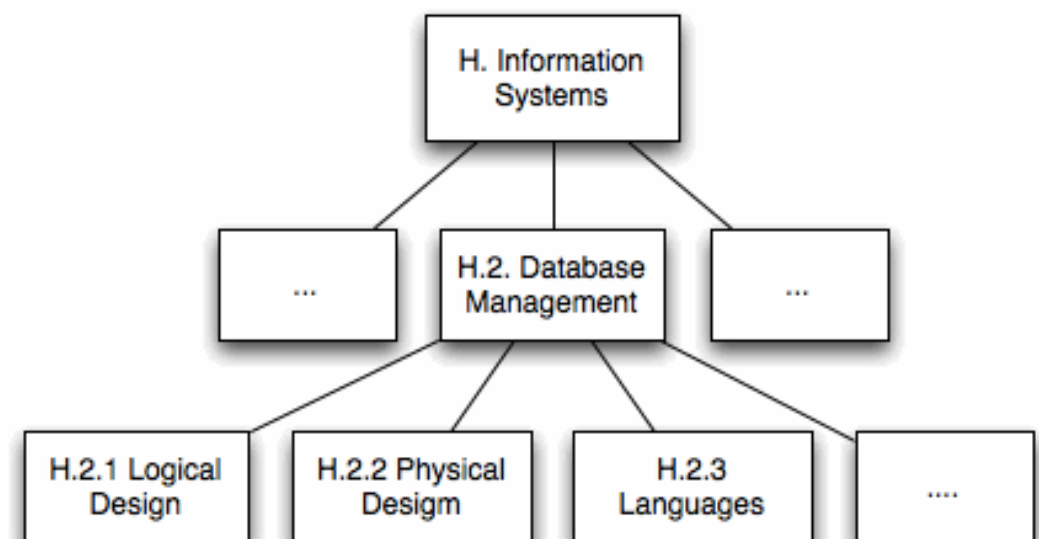 H. Information
Systems
...
H.2. Database
Management
...
H.2.1 Logical
Design
H.2.2 Physical
Desigm
H.2.3
Languages
....